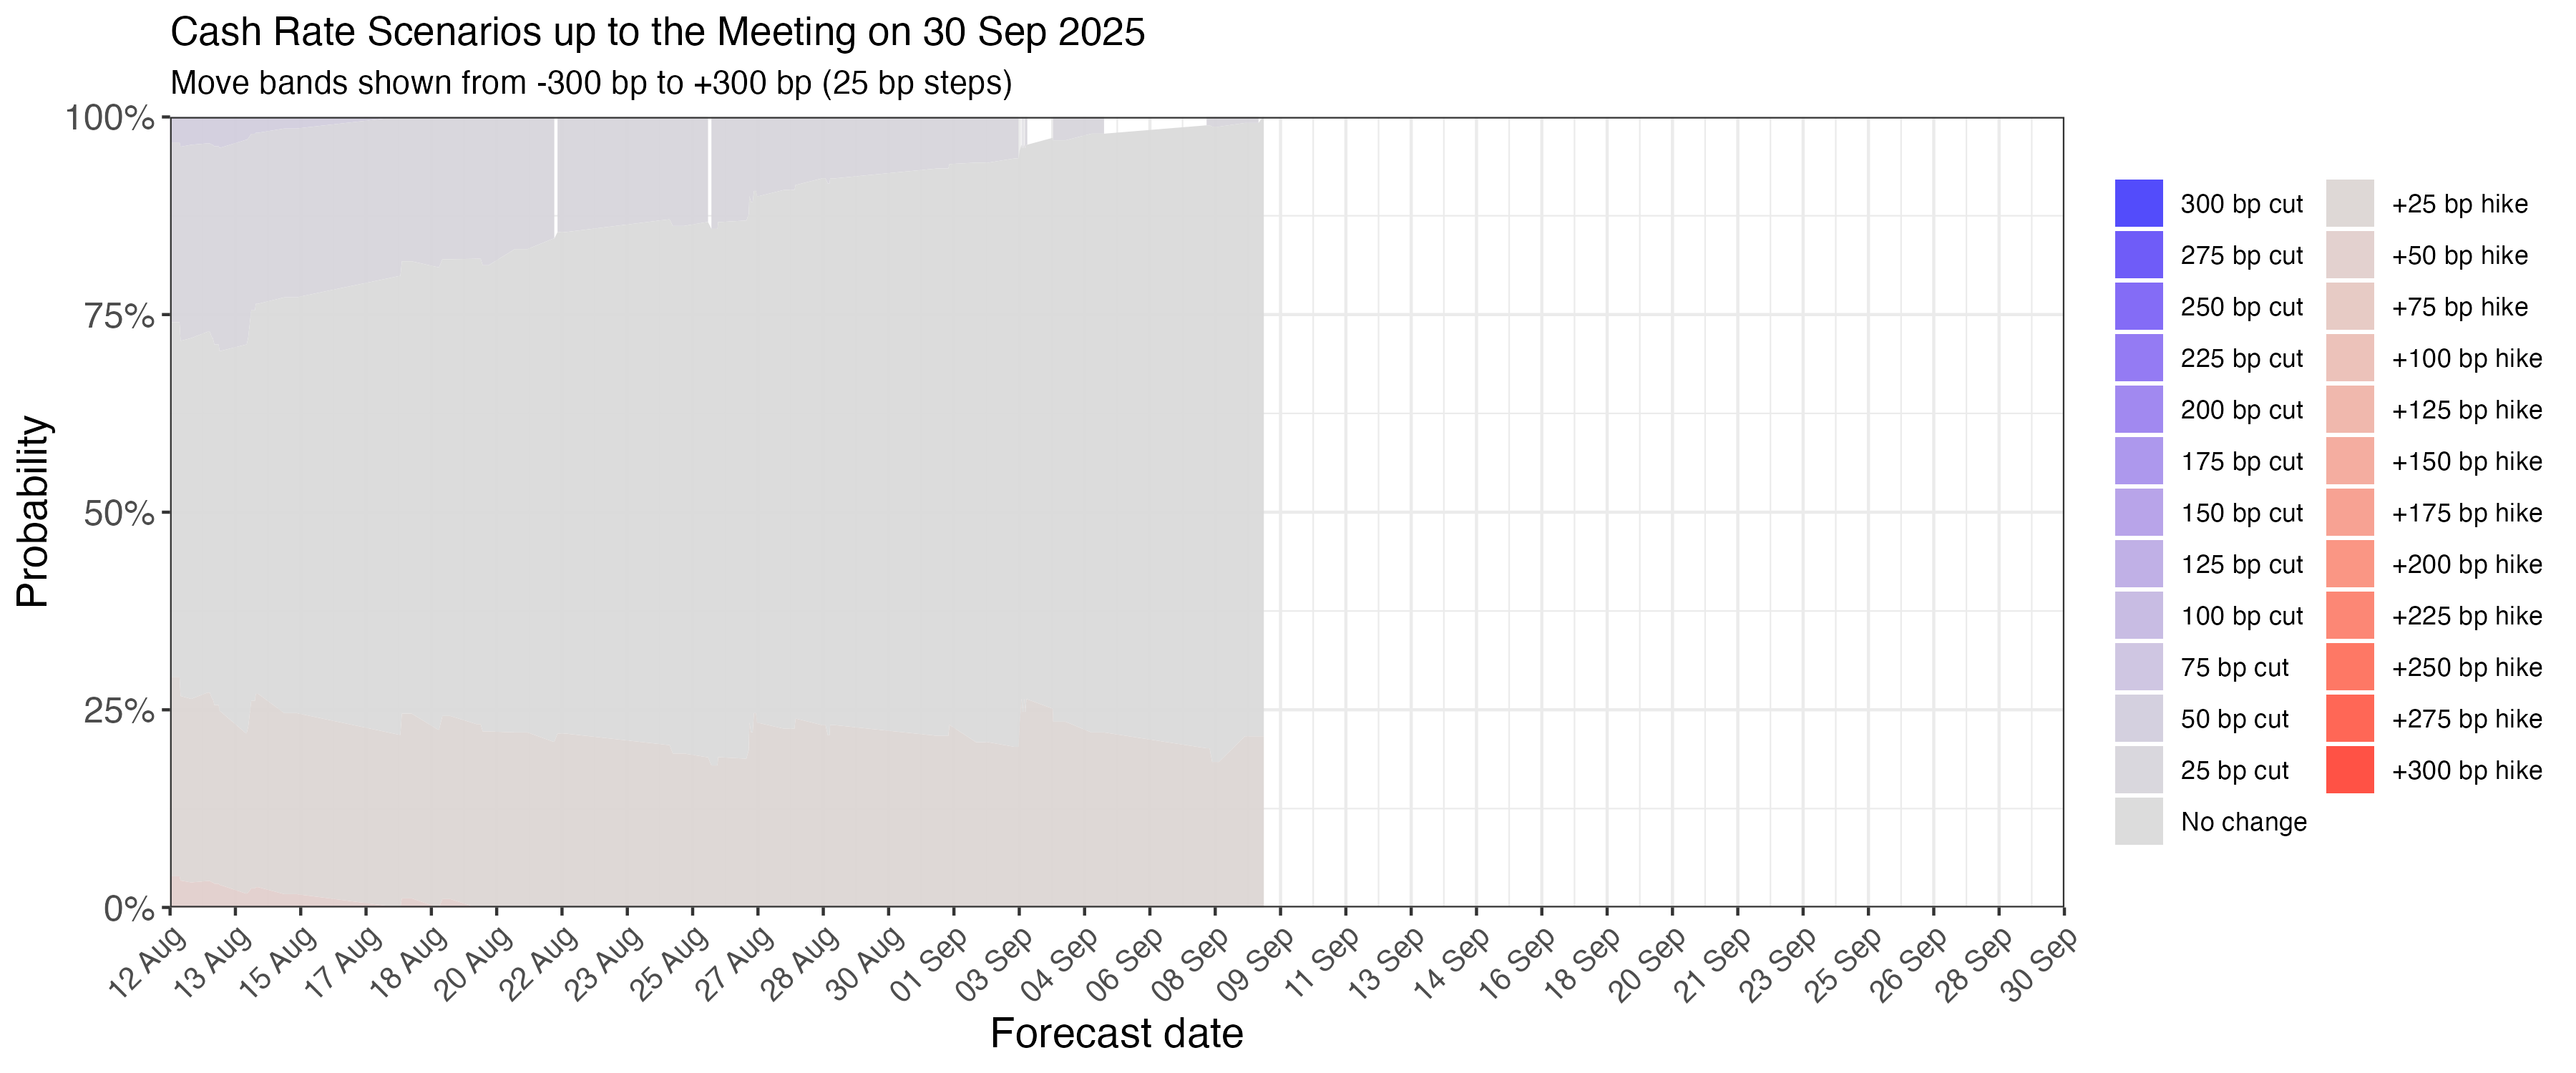 Cash Rate Scenarios up to the Meeting on 30 Sep 2025
Move bands shown from -300 bp to +300 bp (25 bp steps)
Probability
100%
75%
50%
25%
0%
12 Aug
13 Aug
15 Aug
17 Aug
18 Aug
20 Aug
22 Aug
23 Aug
25 Aug
27 Aug
28 Aug
30 Aug
01 Sep
03 Sep
04 Sep
06 Sep
08 Sep
09 Sep
11 Sep
13 Sep
14 Sep
16 Sep
18 Sep
20 Sep
21 Sep
23 Sep
25 Sep
26 Sep
28 Sep
30 Sep
Forecast date
300 bp cut
275 bp cut
250 bp cut
225 bp cut
200 bp cut
175 bp cut
150 bp cut
125 bp cut
100 bp cut
75 bp cut
50 bp cut
25 bp cut
No change
+25 bp hike
+50 bp hike
+75 bp hike
+100 bp hike
+125 bp hike
+150 bp hike
+175 bp hike
+200 bp hike
+225 bp hike
+250 bp hike
+275 bp hike
+300 bp hike